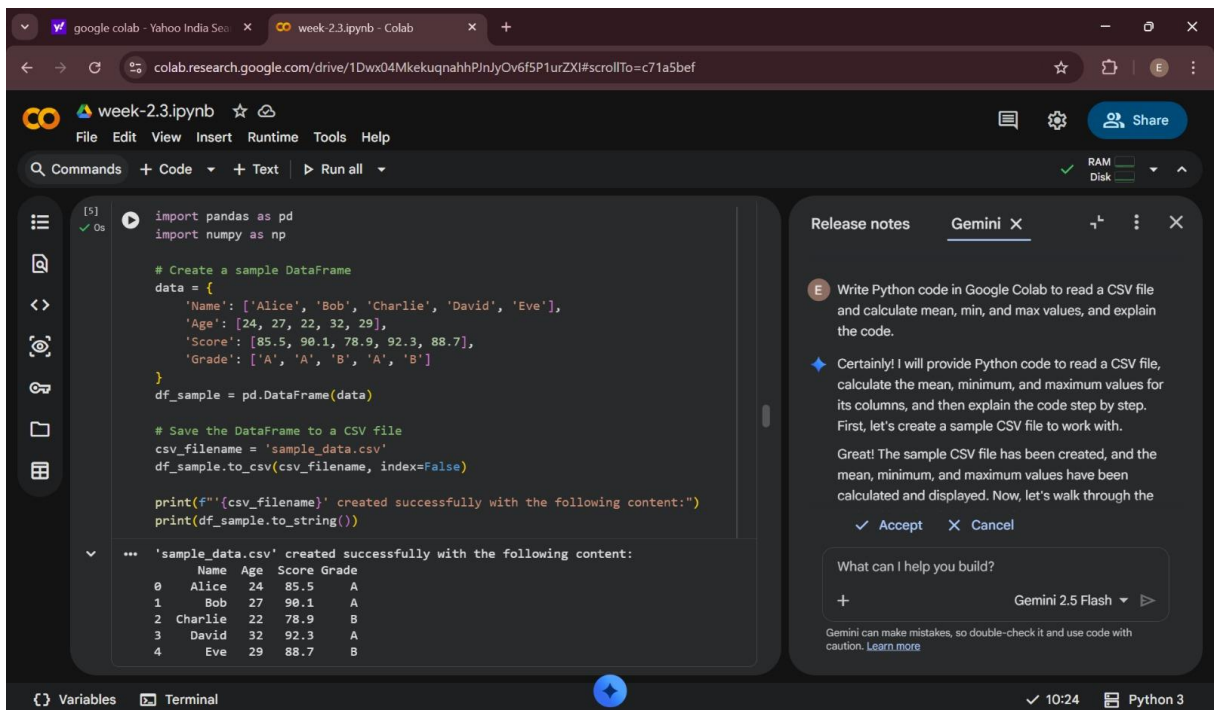 google colab - Yahoo India Sea
week-2.3.ipynb - Colab
colab.research.google.com/drive/1Dwx04MkekuqnahhPJnJyOv6f5P1urZXI#scrollTo=c71a5bef
E
CO
week-2.3.ipynb
File Edit View Insert Runtime Tools Help
Share
Commands + Code + Text Run all
RAM
Disk
[5]
0s
import pandas as pd
import numpy as np
# Create a sample DataFrame
data = {
'Name': ['Alice', 'Bob', 'Charlie', 'David', 'Eve'],
'Age': [24, 27, 22, 32, 29],
'Score': [85.5, 90.1, 78.9, 92.3, 88.7],
'Grade': ['A', 'A', 'B', 'A', 'B']
}
df_sample = pd.DataFrame(data)
# Save the DataFrame to a CSV file
csv_filename = 'sample_data.csv'
df_sample.to_csv(csv_filename, index=False)
print(f"'{csv_filename}' created successfully with the following content:")
print(df_sample.to_string())
'sample_data.csv' created successfully with the following content:
Name Age Score Grade
0 Alice 24 85.5 A
1 Bob 27 90.1 A
2 Charlie 22 78.9 B
3 David 32 92.3 A
4 Eve 29 88.7 B
Release notes Gemini
E
Write Python code in Google Colab to read a CSV file
and calculate mean, min, and max values, and explain
the code.
Certainly! I will provide Python code to read a CSV file,
calculate the mean, minimum, and maximum values for
its columns, and then explain the code step by step.
First, let's create a sample CSV file to work with.
Great! The sample CSV file has been created, and the
mean, minimum, and maximum values have been
calculated and displayed. Now, let's walk through the
Accept Cancel
What can I help you build?
Gemini 2.5 Flash
Gemini can make mistakes, so double-check it and use code with
caution. Learn more
{} Variables Terminal
10:24 Python 3